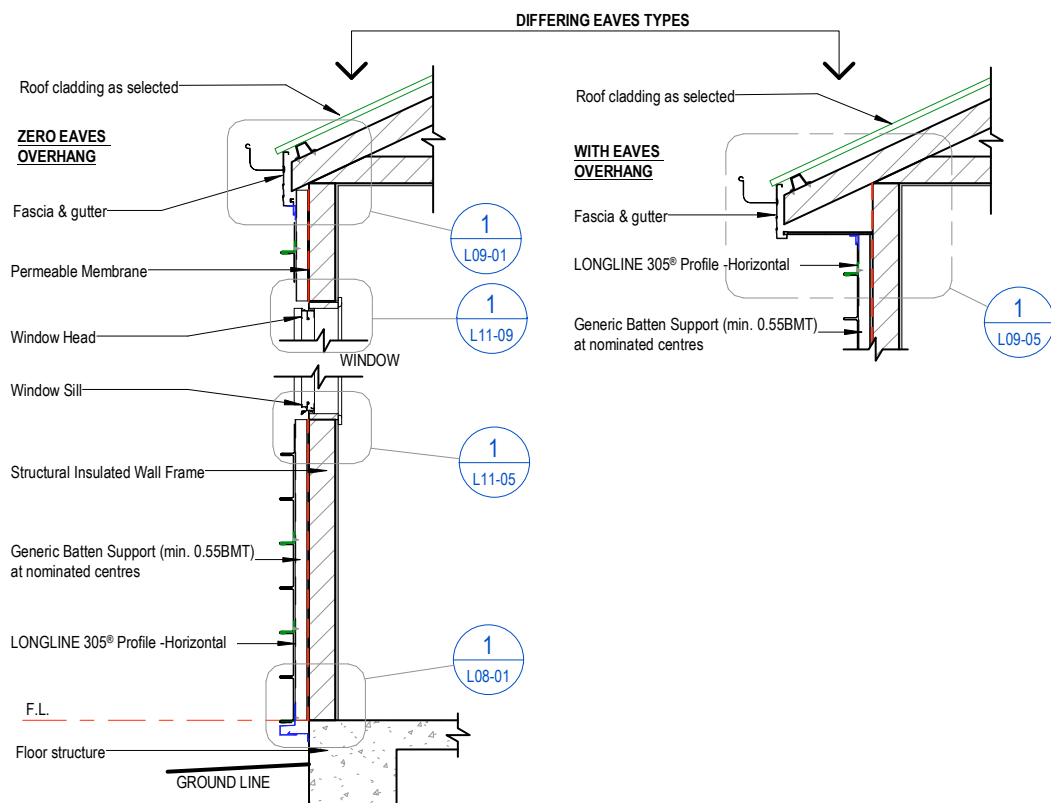 DIFFERING EAVES TYPES
Roof cladding as selected
ZERO EAVES
OVERHANG
Fascia & gutter
1
L09-01
Permeable Membrane
1
L11-09
Window Head
WINDOW
Window Sill
1
L11-05
Structural Insulated Wall Frame
Generic Batten Support (min. 0.55BMT)
at nominated centres
LONGLINE 305® Profile -Horizontal
1
L08-01
F.L.
Floor structure
GROUND LINE
Roof cladding as selected
WITH EAVES
OVERHANG
Fascia & gutter
LONGLINE 305® Profile -Horizontal
Generic Batten Support (min. 0.55BMT)
at nominated centres
1
L09-05